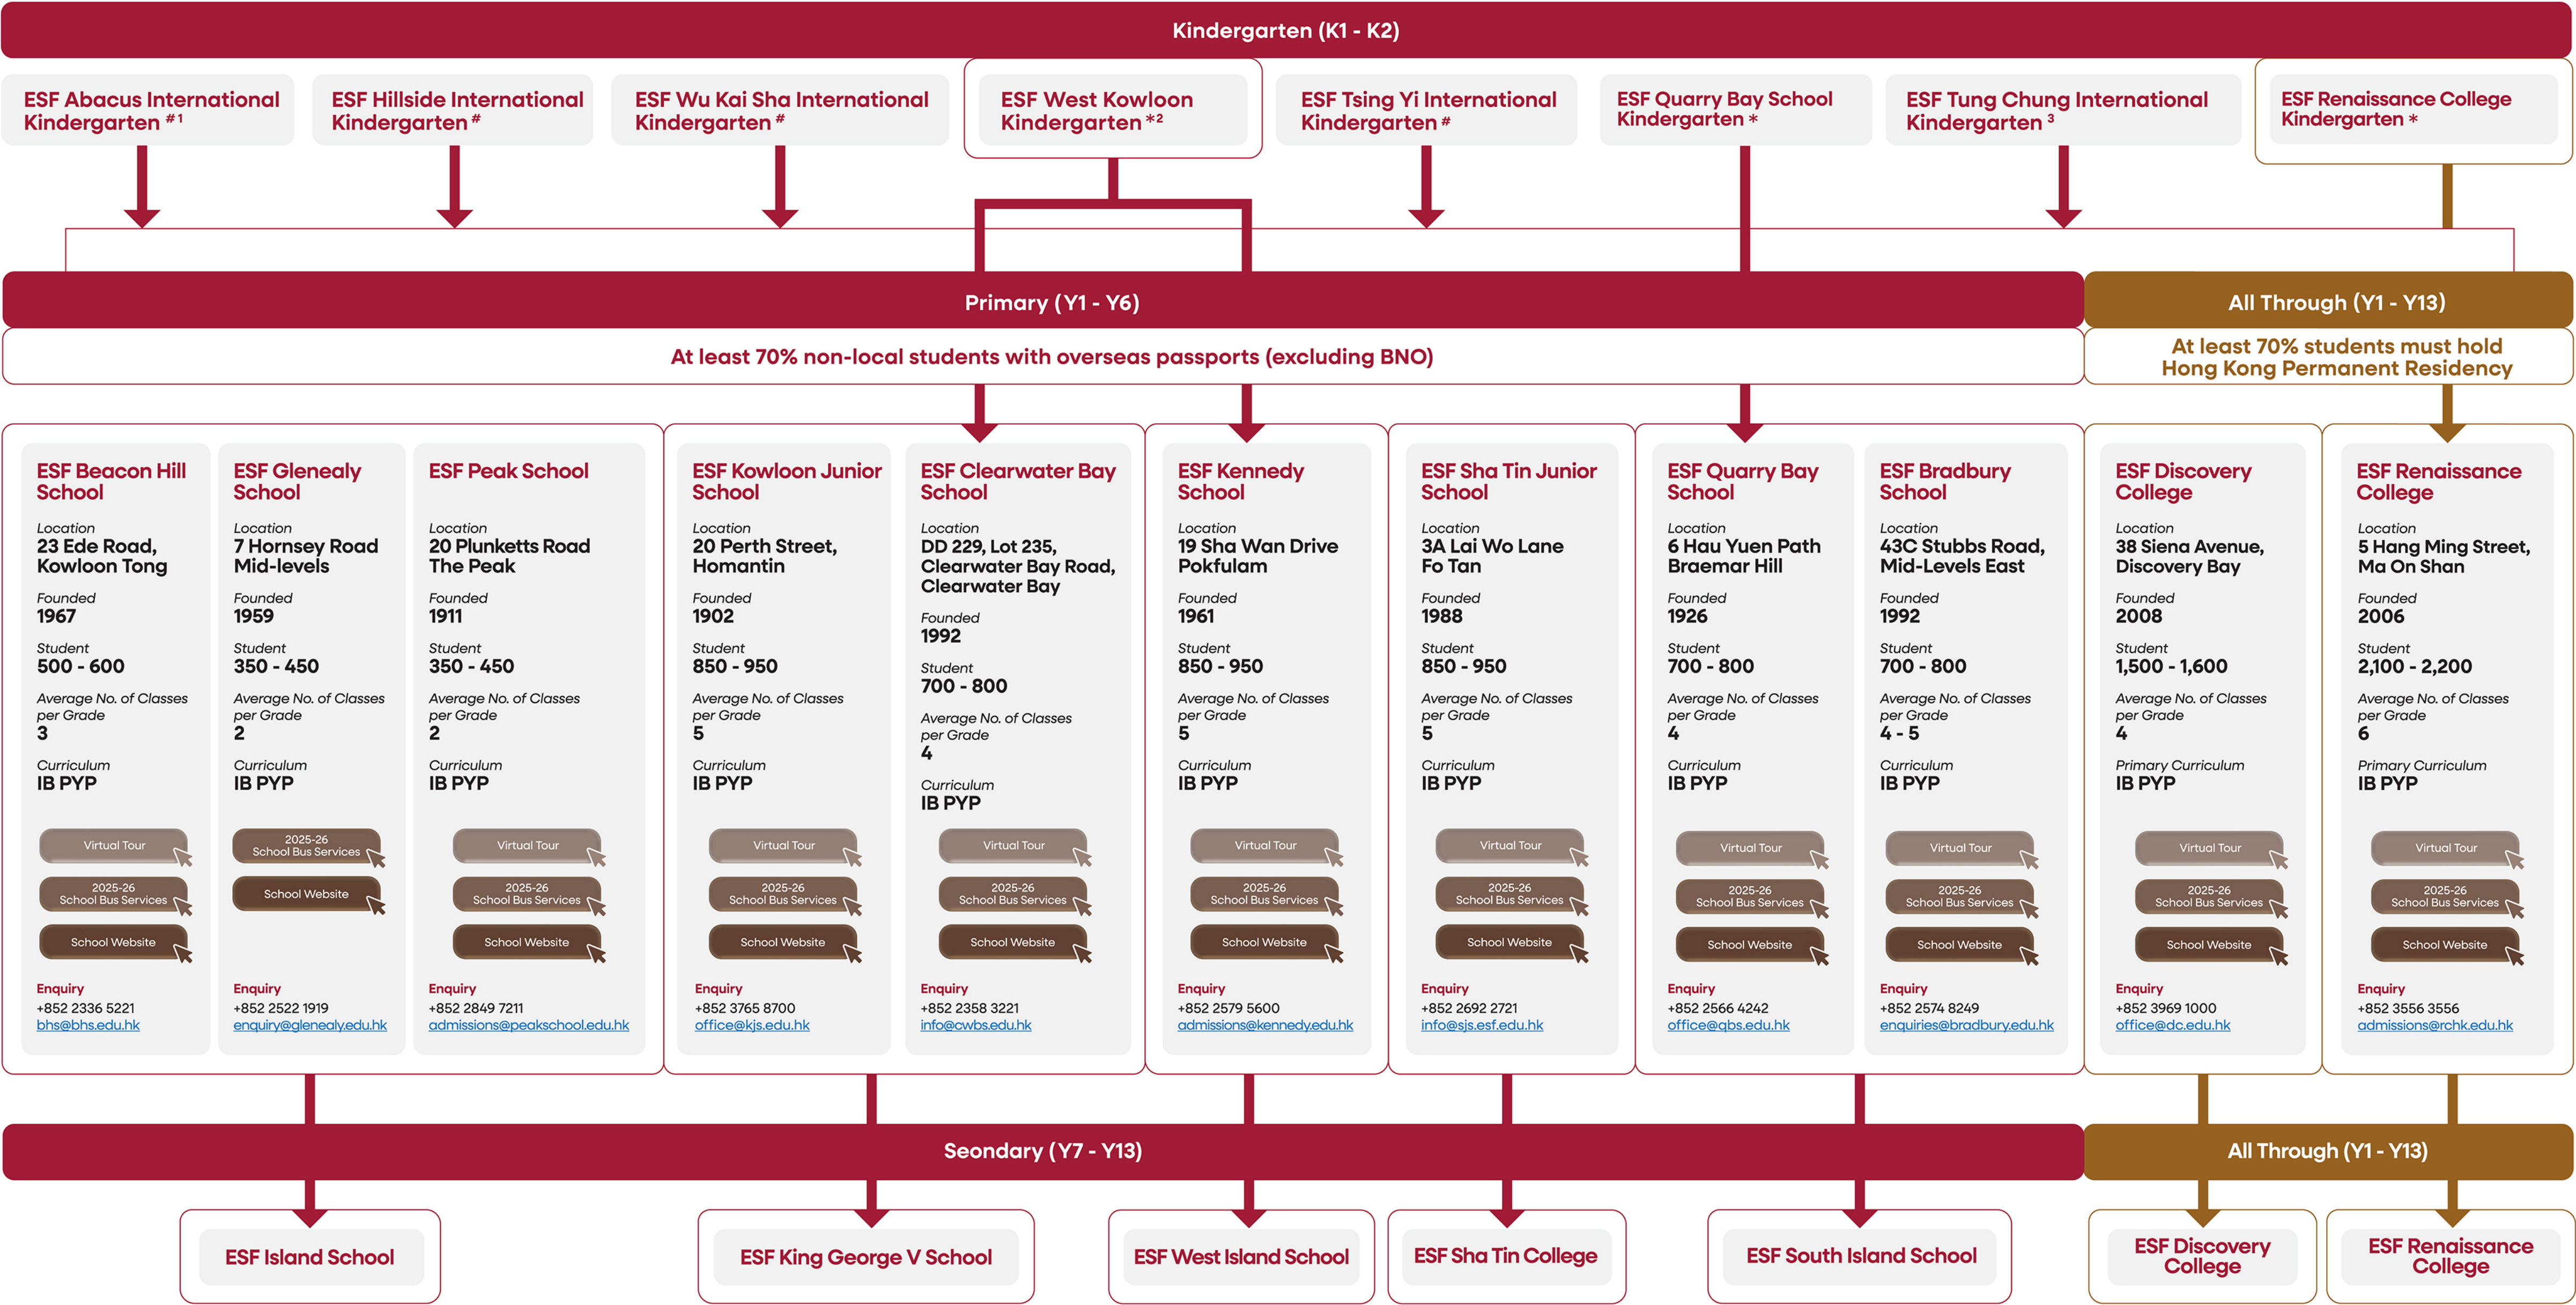 Kindergarten (K1 - K2)
ESF Abacus International
Kindergarten # 1
ESF Hillside International
Kindergarten #
ESF Wu Kai Sha International
Kindergarten #
ESF West Kowloon
Kindergarten *2
ESF Tsing Yi International
Kindergarten #
ESF Quarry Bay School
Kindergarten *
ESF Tung Chung International
Kindergarten 3
ESF Renaissance College
Kindergarten *
Primary (Y1 - Y6)
All Through (Y1 - Y13)
At least 70% non-local students with overseas passports (excluding BNO)
At least 70% students must hold
Hong Kong Permanent Residency
ESF Beacon Hill
School
Location
23 Ede Road,
Kowloon Tong
Founded
1967
Student
500 - 600
Average No. of Classes
per Grade
3
Curriculum
IB PYP
Virtual Tour
2025-26
School Bus Services
School Website
Enquiry
+852 2336 5221
bhs@bhs.edu.hk
ESF Glenealy
School
Location
7 Hornsey Road
Mid-levels
Founded
1959
Student
350 - 450
Average No. of Classes
per Grade
2
Curriculum
IB PYP
2025-26
School Bus Services
School Website
Enquiry
+852 2522 1919
enquiry@glenealy.edu.hk
ESF Peak School
Location
20 Plunketts Road
The Peak
Founded
1911
Student
350 - 450
Average No. of Classes
per Grade
2
Curriculum
IB PYP
Virtual Tour
2025-26
School Bus Services
School Website
Enquiry
+852 2849 7211
admissions@peakschool.edu.hk
ESF Kowloon Junior
School
Location
20 Perth Street,
Homantin
Founded
1902
Student
850 - 950
Average No. of Classes
per Grade
5
Curriculum
IB PYP
Virtual Tour
2025-26
School Bus Services
School Website
Enquiry
+852 3765 8700
office@kjs.edu.hk
ESF Clearwater Bay
School
Location
DD 229, Lot 235,
Clearwater Bay Road,
Clearwater Bay
Founded
1992
Student
700 - 800
Average No. of Classes
per Grade
4
Curriculum
IB PYP
Virtual Tour
2025-26
School Bus Services
School Website
Enquiry
+852 2358 3221
info@cwbs.edu.hk
ESF Kennedy
School
Location
19 Sha Wan Drive
Pokfulam
Founded
1961
Student
850 - 950
Average No. of Classes
per Grade
5
Curriculum
IB PYP
Virtual Tour
2025-26
School Bus Services
School Website
Enquiry
+852 2579 5600
admissions@kennedy.edu.hk
ESF Sha Tin Junior
School
Location
3A Lai Wo Lane
Fo Tan
Founded
1988
Student
850 - 950
Average No. of Classes
per Grade
5
Curriculum
IB PYP
Virtual Tour
2025-26
School Bus Services
School Website
Enquiry
+852 2692 2721
info@sjs.esf.edu.hk
ESF Quarry Bay
School
Location
6 Hau Yuen Path
Braemar Hill
Founded
1926
Student
700 - 800
Average No. of Classes
per Grade
4
Curriculum
IB PYP
Virtual Tour
2025-26
School Bus Services
School Website
Enquiry
+852 2566 4242
office@qbs.edu.hk
ESF Bradbury
School
Location
43C Stubbs Road,
Mid-Levels East
Founded
1992
Student
700 - 800
Average No. of Classes
per Grade
4 - 5
Curriculum
IB PYP
Virtual Tour
2025-26
School Bus Services
School Website
Enquiry
+852 2574 8249
enquiries@bradbury.edu.hk
ESF Discovery
College
Location
38 Siena Avenue,
Discovery Bay
Founded
2008
Student
1,500 - 1,600
Average No. of Classes
per Grade
4
Primary Curriculum
IB PYP
Virtual Tour
2025-26
School Bus Services
School Website
Enquiry
+852 3969 1000
office@dc.edu.hk
ESF Renaissance
College
Location
5 Hang Ming Street,
Ma On Shan
Founded
2006
Student
2,100 - 2,200
Average No. of Classes
per Grade
6
Primary Curriculum
IB PYP
Virtual Tour
2025-26
School Bus Services
School Website
Enquiry
+852 3556 3556
admissions@rchk.edu.hk
Seondary (Y7 - Y13)
All Through (Y1 - Y13)
ESF Island School
ESF King George V School
ESF West Island School
ESF Sha Tin College
ESF South Island School
ESF Discovery
College
ESF Renaissance
College